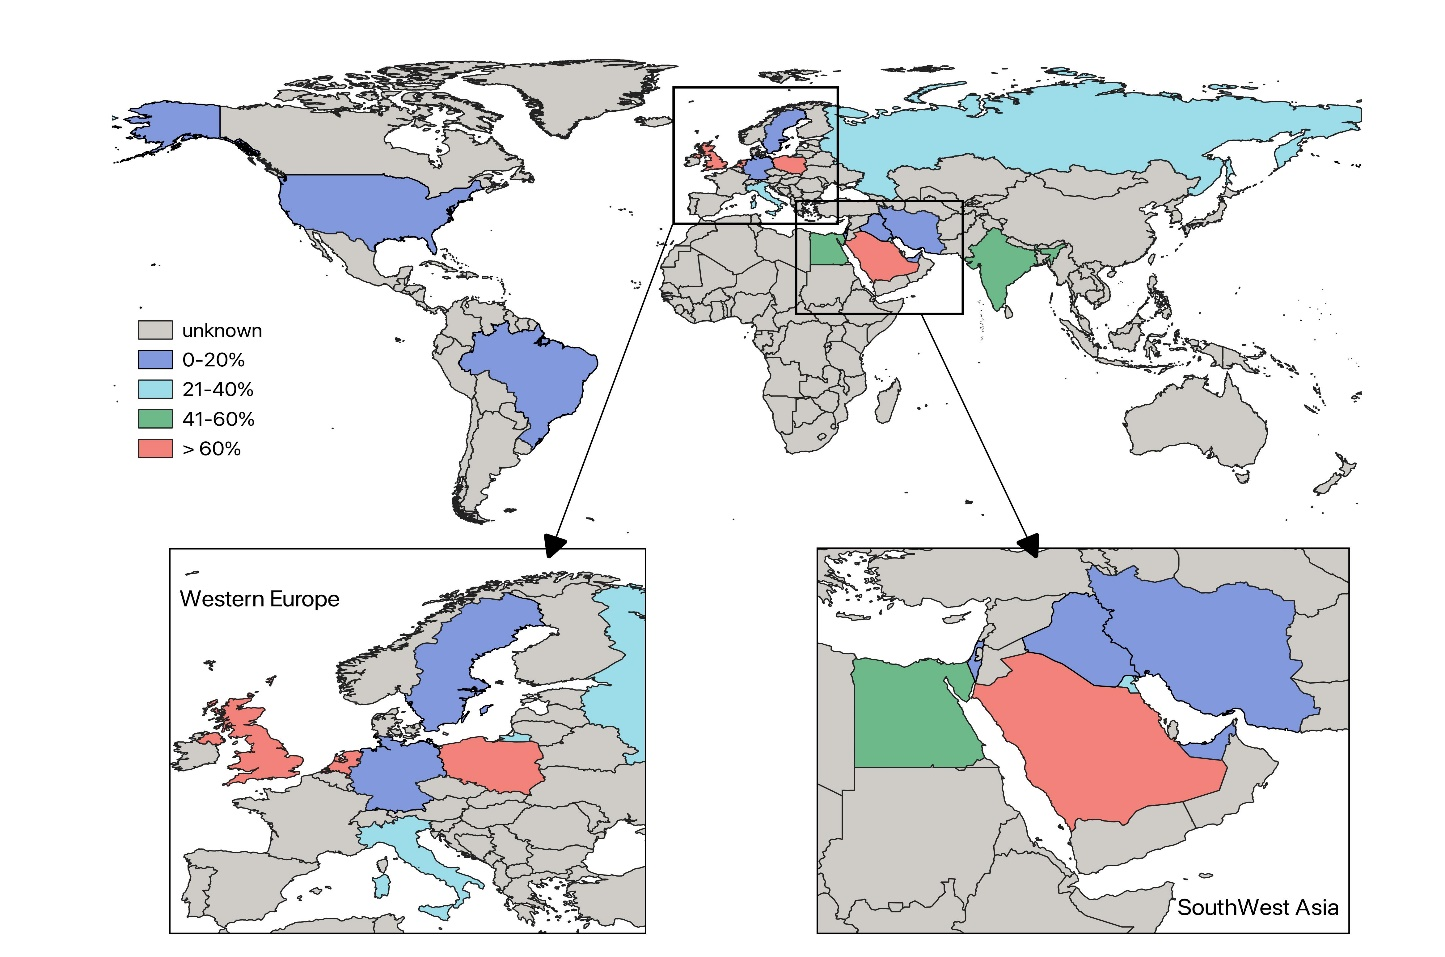 unknown
0-20%
21-40%
41-60%
> 60%
Western Europe
SouthWest Asia